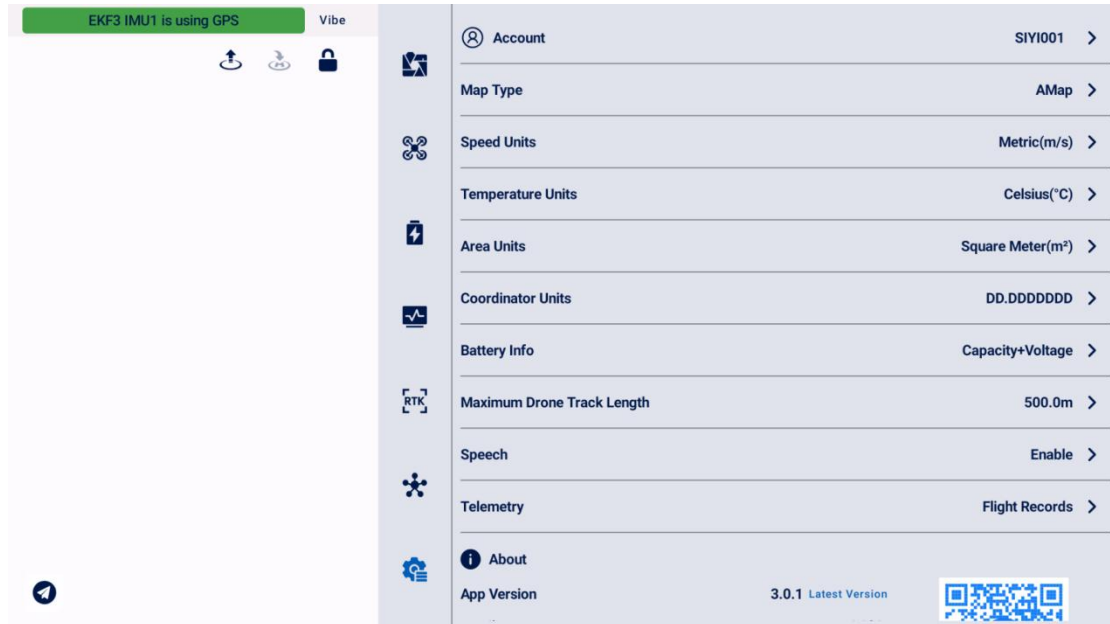 EKF3 IMU1 is using GPS
Vibe
Account SIYI001
Map Type AMap
Speed Units Metric(m/s)
Temperature Units Celsius(°C)
Area Units Square Meter(m²)
Coordinator Units DD.DDDDDDD
Battery Info Capacity+Voltage
RTK
Maximum Drone Track Length 500.0m
Speech Enable
Telemetry Flight Records
About
App Version 3.0.1 Latest Version